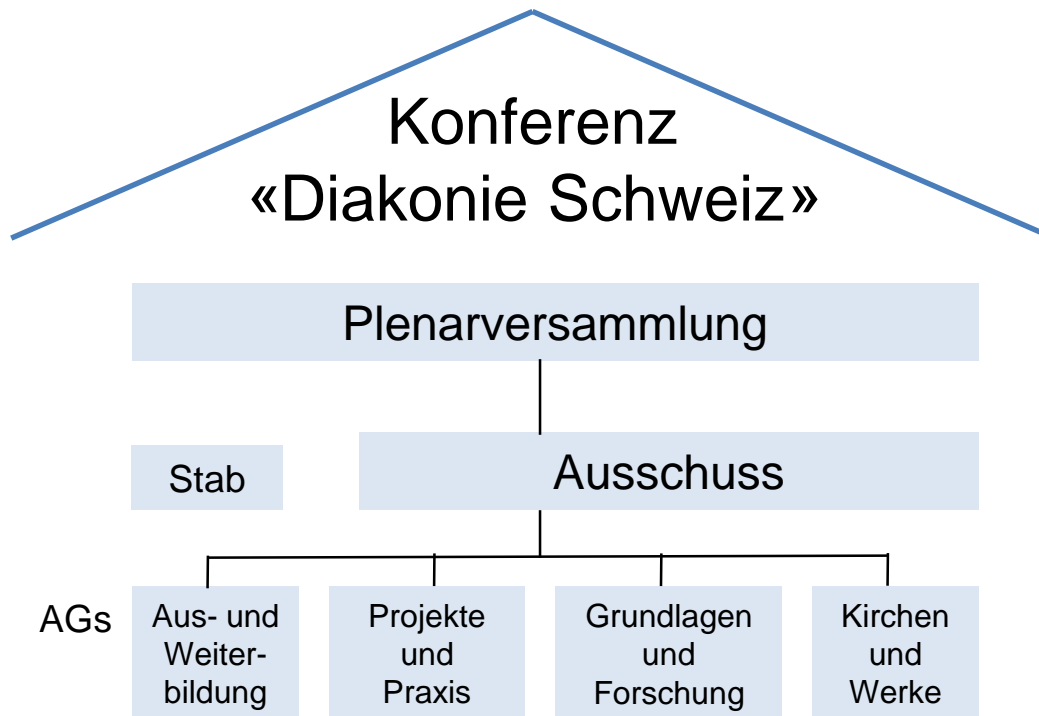 Konferenz
«Diakonie Schweiz»
Plenarversammlung
Stab
Ausschuss
AGs
Aus- und
Weiter-
bildung
Projekte
und
Praxis
Grundlagen
und
Forschung
Kirchen
und
Werke